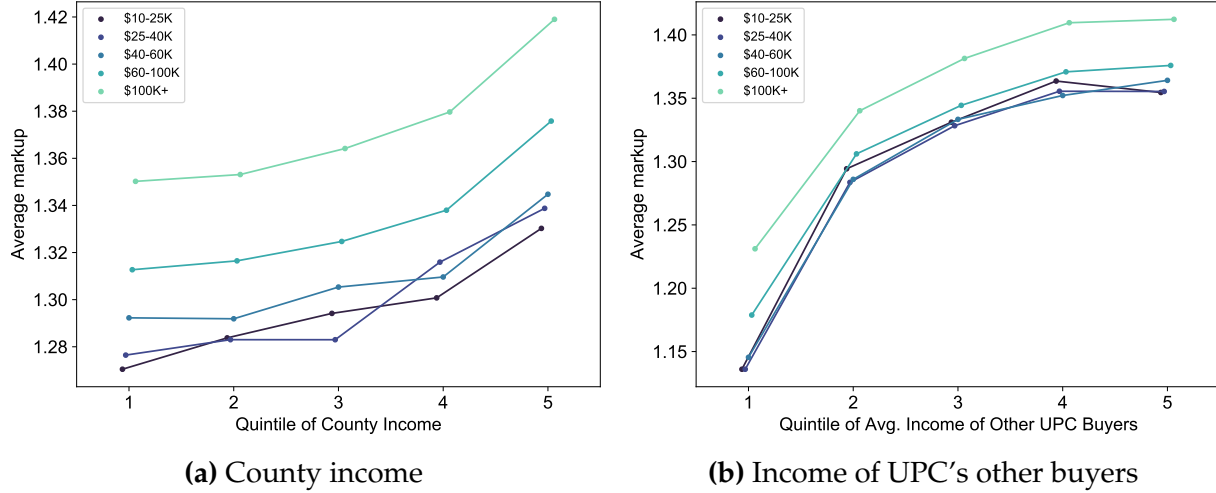 $10-25K
$25-40K
$40-60K
$60-100K
$100K+
1.42
1.40
1.38
1.36
1.34
1.32
1.30
1.28
Average markup
1 2 3 4 5
Quintile of County Income
(a) County income
$10-25K
$25-40K
$40-60K
$60-100K
$100K+
1.40
1.35
1.30
1.25
1.20
1.15
Average markup
1 2 3 4 5
Quintile of Avg. Income of Other UPC Buyers
(b) Income of UPC's other buyers